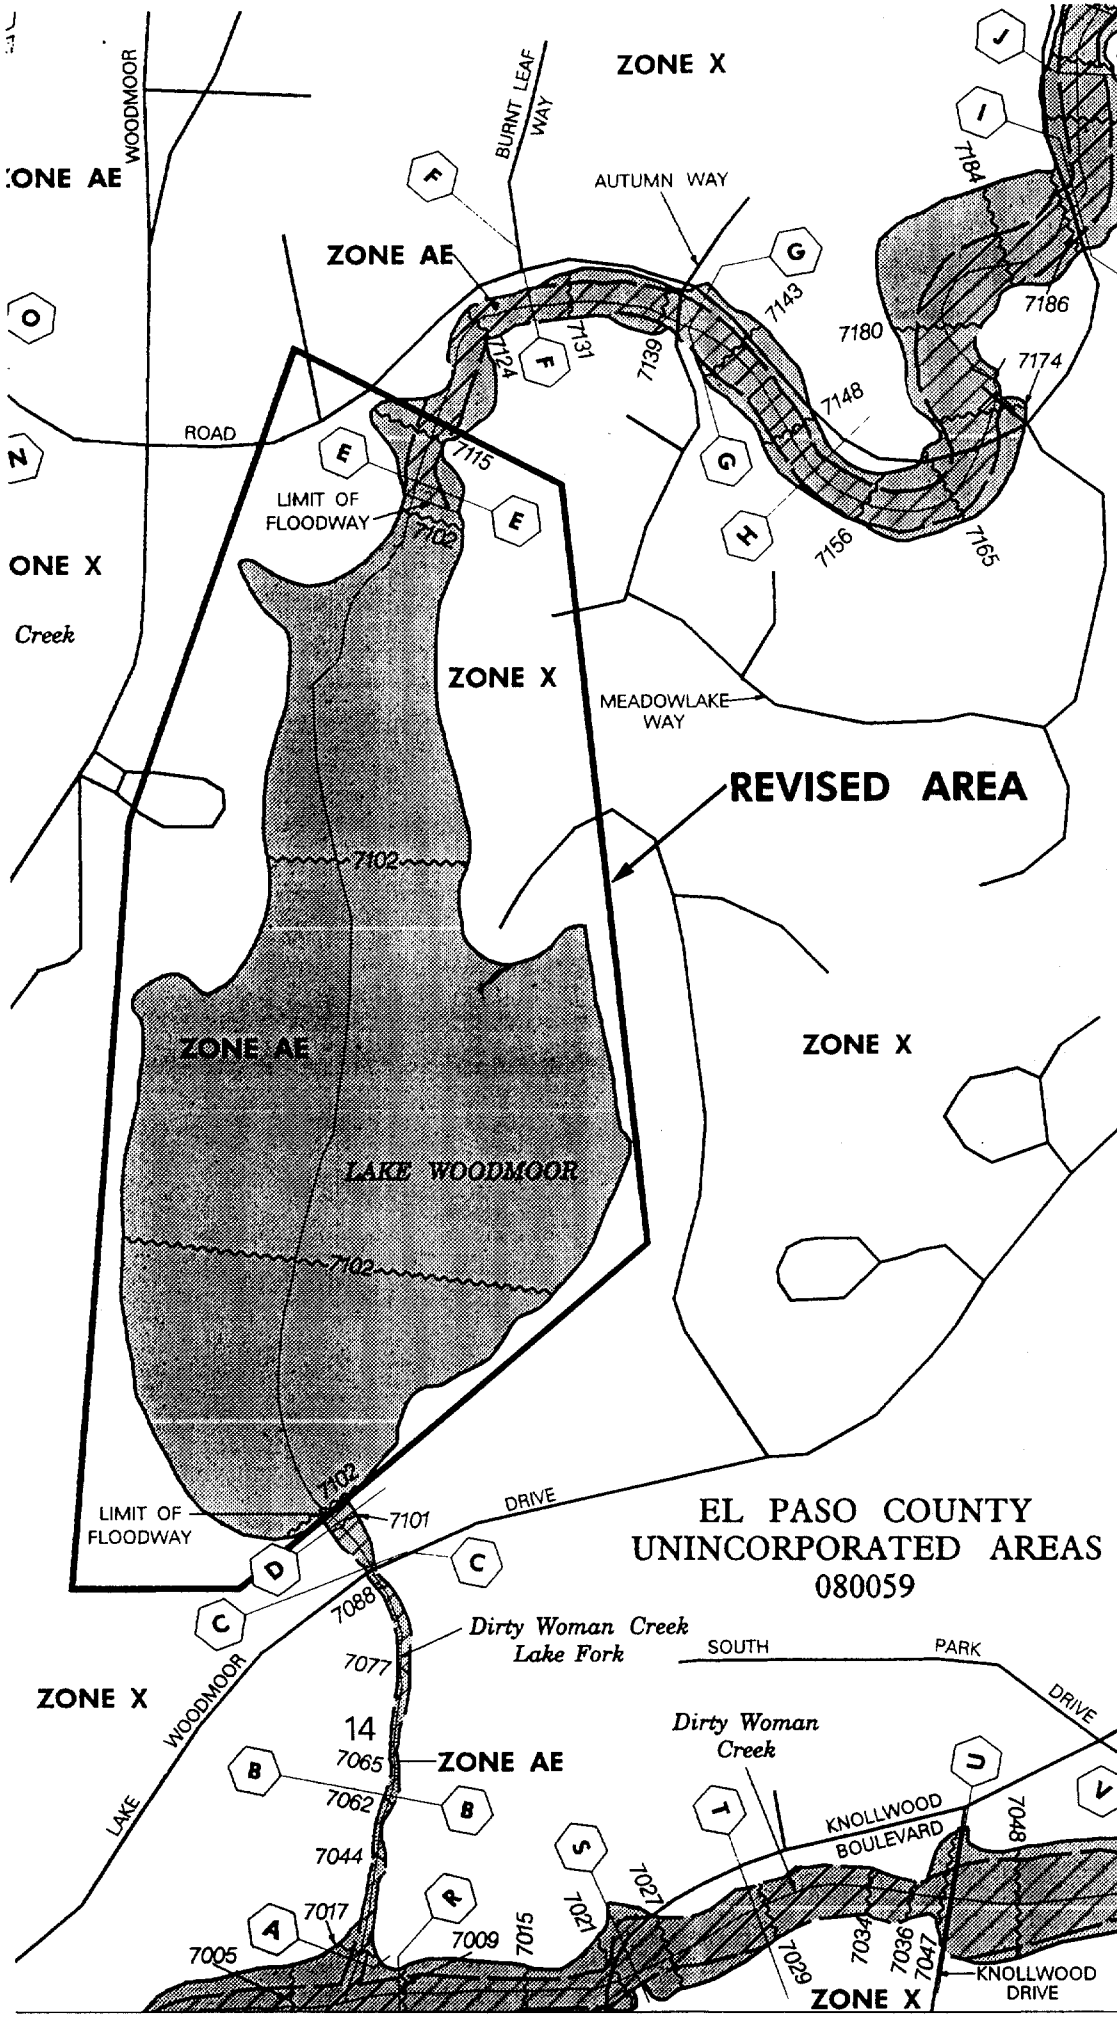 ZONE X
J
WOODMOOR
BURNT LEAF
WAY
I
7184
ZONE AE
F
AUTUMN WAY
ZONE AE
G
7143
7186
O
7180
7124
7131
7139
F
7174
7148
ROAD
E
7115
G
N
LIMIT OF
FLOODWAY
E
7102
H
7156
7165
ONE X
Creek
ZONE X
MEADOWLAKE
WAY
REVISED AREA
7102
ZONE AE
ZONE X
LAKE WOODMOOR
7102
7102
LIMIT OF
FLOODWAY
7101
DRIVE
EL PASO COUNTY
UNINCORPORATED AREAS
080059
D
C
C
7088
Dirty Woman Creek
Lake Fork
7077
SOUTH PARK
DRIVE
ZONE X
LAKE WOODMOOR
14
7065
ZONE AE
Dirty Woman
Creek
B
7062
B
T
U
V
KNOLLWOOD
BOULEVARD
7048
7044
S
7027
R
7021
A
7017
7005
7009
7015
7029
7034
7036
7047
KNOLLWOOD
DRIVE
ZONE X